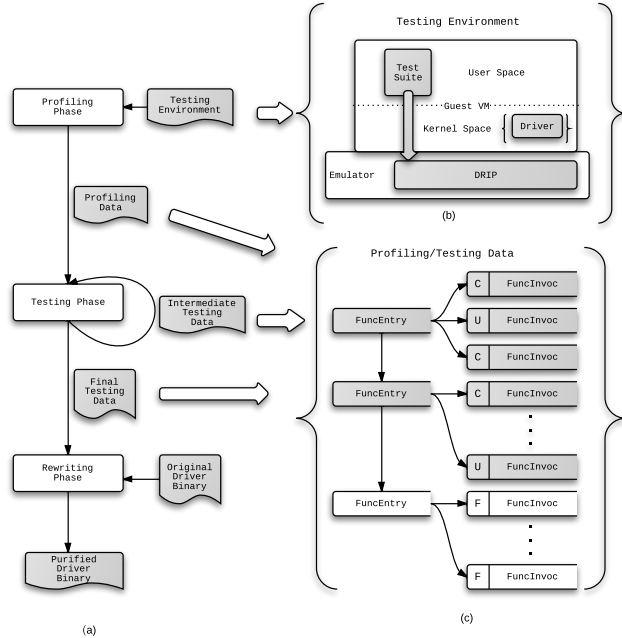 Profiling
Phase
Testing
Environment
Profiling
Data
Testing Phase
Intermediate
Testing
Data
Final
Testing
Data
Rewriting
Phase
Original
Driver
Binary
Purified
Driver
Binary
(a)
Testing Environment
Test
Suite
User Space
Guest VM
Kernel Space
Driver
Emulator
DRIP
(b)
Profiling/Testing Data
FuncEntry
C FuncInvoc
U FuncInvoc
C FuncInvoc
FuncEntry
C FuncInvoc
U FuncInvoc
FuncEntry
F FuncInvoc
F FuncInvoc
(c)